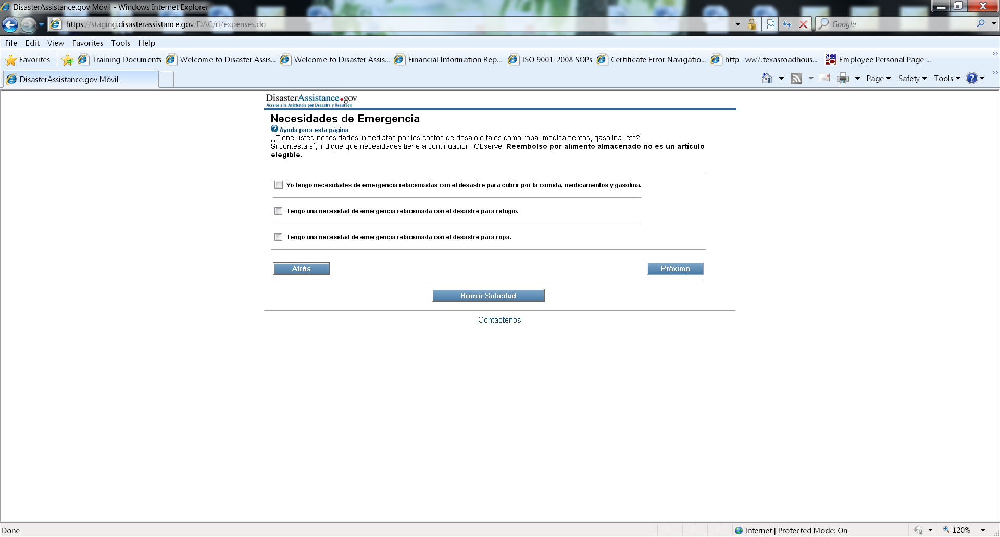 DisasterAssistance.gov Móvil - Windows Internet Explorer
https://staging.disasterassistance.gov/DAC/ri/expenses.do
Google
File Edit View Favorites Tools Help
Favorites Training Documents Welcome to Disaster Assis... Welcome to Disaster Assis... Financial Information Rep... ISO 9001-2008 SOPs Certificate Error Navigatio... http--ww7.texasroadhous... Employee Personal Page ...
DisasterAssistance.gov Móvil Page Safety Tools
DisasterAssistance.gov
Acceso a la Asistencia por Desastre y Recursos
Necesidades de Emergencia
Ayuda para esta página
¿Tiene usted necesidades inmediatas por los costos de desalojo tales como ropa, medicamentos, gasolina, etc?
Si contesta sí, indique qué necesidades tiene a continuación. Observe: Reembolso por alimento almacenado no es un artículo
elegible.
Yo tengo necesidades de emergencia relacionadas con el desastre para cubrir por la comida, medicamentos y gasolina.
Tengo una necesidad de emergencia relacionada con el desastre para refugio.
Tengo una necesidad de emergencia relacionada con el desastre para ropa.
Atrás Próximo
Borrar Solicitud
Contáctenos
Done Internet | Protected Mode: On 120%